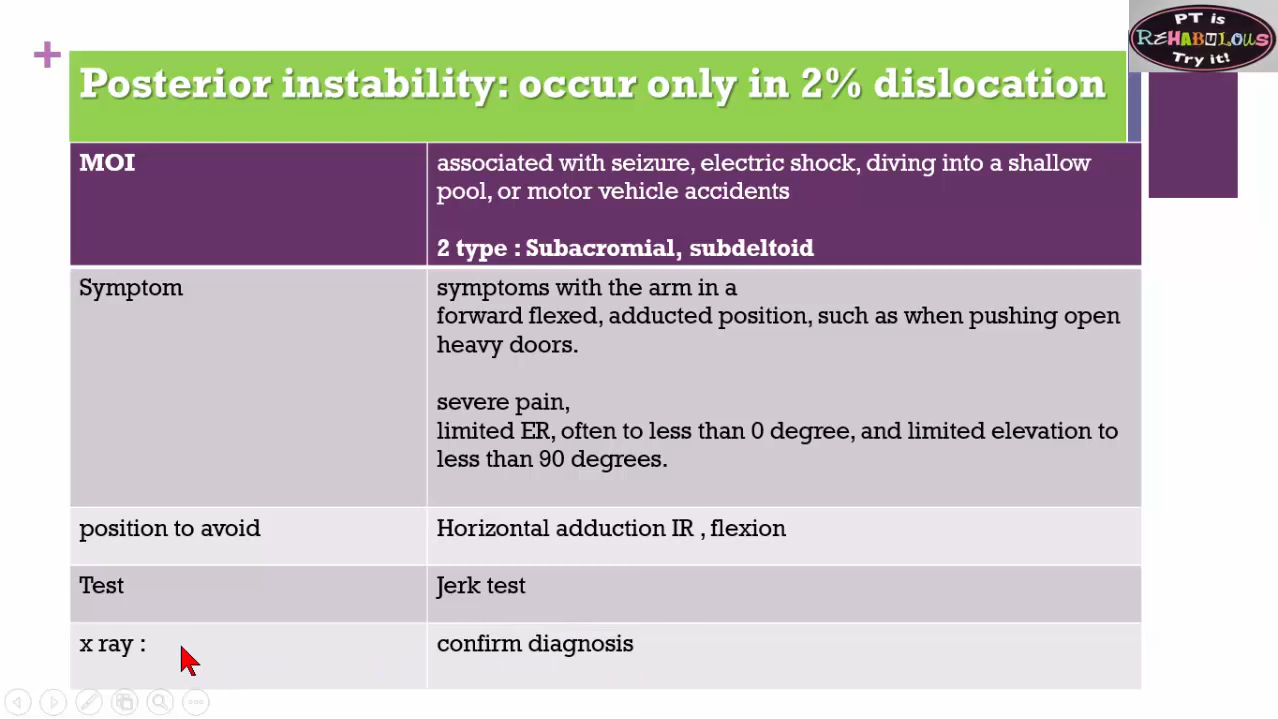 PT is
REHABULOUS
Try it!
+
Posterior instability: occur only in 2% dislocation
MOI
associated with seizure, electric shock, diving into a shallow
pool, or motor vehicle accidents
2 type : Subacromial, subdeltoid
Symptom
symptoms with the arm in a
forward flexed, adducted position, such as when pushing open
heavy doors.
severe pain,
limited ER, often to less than 0 degree, and limited elevation to
less than 90 degrees.
position to avoid
Horizontal adduction IR , flexion
Test
Jerk test
x ray :
confirm diagnosis